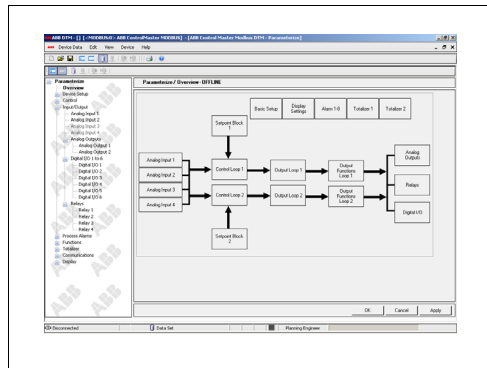 ABB DTM - [] { <MODBUS@> ABB ControlMaster MODBUS} - [ABB Control Master Modbus DTM - Parameterize]
Device Data Edit View Device Help
Parameterize
Overview
Device Setup
Control
Input/Output
Analog Input 1
Analog Input 2
Analog Input 3
Analog Input 4
Analog Outputs
Analog Output 1
Analog Output 2
Digital I/O 1 to 6
Digital I/O 1
Digital I/O 2
Digital I/O 3
Digital I/O 4
Digital I/O 5
Digital I/O 6
Relays
Relay 1
Relay 2
Relay 3
Relay 4
Process Alarms
Functions
Totalizer
Communications
Display
ABB ABB
Parameterize / Overview - OFFLINE
Basic Setup
Display Settings
Alarm 1-8
Totalizer 1
Totalizer 2
Setpoint Block 1
Analog Input 1
Analog Input 2
Analog Input 3
Analog Input 4
Control Loop 1
Output Loop 1
Output Functions Loop 1
Control Loop 2
Output Loop 2
Output Functions Loop 2
Analog Outputs
Relays
Digital I/O
Setpoint Block 2
OK Cancel Apply
Disconnected Data Set Planning Engineer